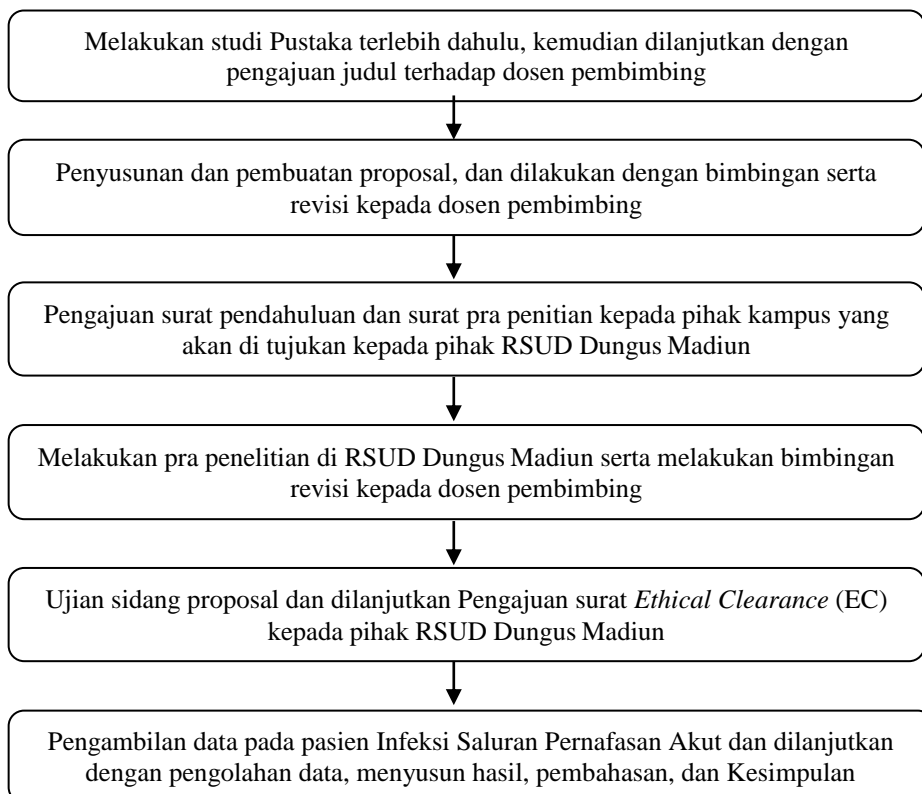 Melakukan studi Pustaka terlebih dahulu, kemudian dilanjutkan dengan
pengajuan judul terhadap dosen pembimbing
Penyusunan dan pembuatan proposal, dan dilakukan dengan bimbingan serta
revisi kepada dosen pembimbing
Pengajuan surat pendahuluan dan surat pra penitian kepada pihak kampus yang
akan di tujukan kepada pihak RSUD Dungus Madiun
Melakukan pra penelitian di RSUD Dungus Madiun serta melakukan bimbingan
revisi kepada dosen pembimbing
Ujian sidang proposal dan dilanjutkan Pengajuan surat Ethical Clearance (EC)
kepada pihak RSUD Dungus Madiun
Pengambilan data pada pasien Infeksi Saluran Pernafasan Akut dan dilanjutkan
dengan pengolahan data, menyusun hasil, pembahasan, dan Kesimpulan